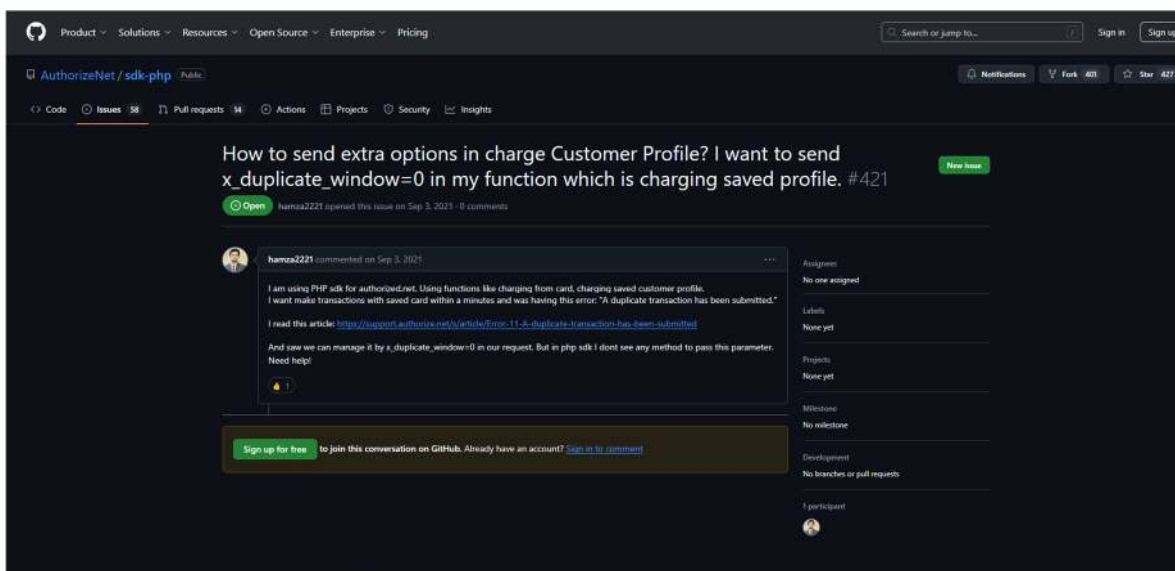 Product Solutions Resources Open Source Enterprise Pricing
Search or jump to...
/
Sign in
Sign up
AuthorizeNet / sdk-php Public
Notifications
Fork 401
Star 427
Code
Issues 58
Pull requests 14
Actions
Projects
Security
Insights
How to send extra options in charge Customer Profile? I want to send
x_duplicate_window=0 in my function which is charging saved profile. #421
New issue
Open hamza2221 opened this issue on Sep 3, 2021 · 0 comments
hamza2221 commented on Sep 3, 2021
I am using PHP sdk for authorized.net. Using functions like charging from card, charging saved customer profile.
I want make transactions with saved card within a minutes and was having this error: "A duplicate transaction has been submitted."
I read this article: https://support.authorize.net/s/article/Error-11-A-duplicate-transaction-has-been-submitted
And saw we can manage it by x_duplicate_window=0 in our request. But in php sdk I dont see any method to pass this parameter.
Need help!
1
Assignees
No one assigned
Labels
None yet
Projects
None yet
Milestone
No milestone
Development
No branches or pull requests
1 participant
Sign up for free to join this conversation on GitHub. Already have an account? Sign in to comment